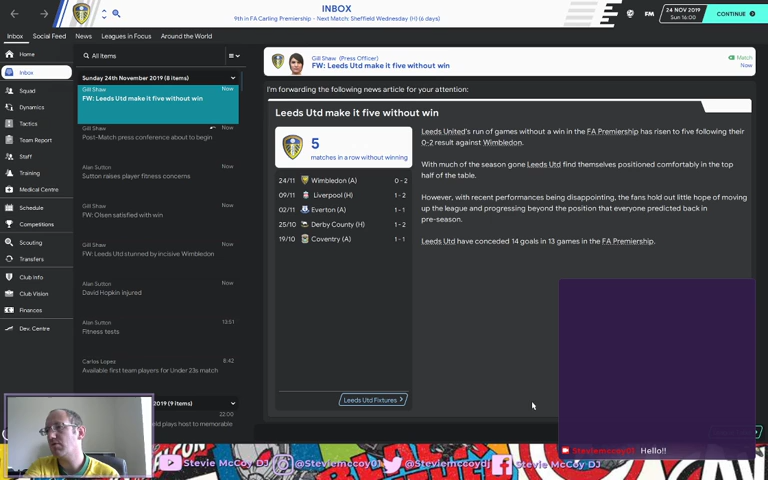 INBOX
9th in FA Carling Premiership - Next Match: Sheffield Wednesday (H) (6 days)
FM
24 NOV 2019
Sun 16:00
CONTINUE
Inbox Social Feed News Leagues in Focus Around the World
Home
Inbox
Squad
Dynamics
Tactics
Team Report
Staff
Training
Medical Centre
Schedule
Competitions
Scouting
Transfers
Club Info
Club Vision
Finances
Dev. Centre
All Items
Sunday 24th November 2019 (8 items)
Gill Shaw Now
FW: Leeds Utd make it five without win
Gill Shaw Now
Post-Match press conference about to begin
Alan Sutton Now
Sutton raises player fitness concerns
Gill Shaw Now
FW: Olsen satisfied with win
Gill Shaw Now
FW: Leeds Utd stunned by incisive Wimbledon
Now
David Hopkin injured
Alan Sutton 13:51
Fitness tests
Carlos Lopez 8:42
Available first team players for Under 23s match
2019 (9 items)
22:00
plays host to memorable
Gill Shaw (Press Officer)
FW: Leeds Utd make it five without win
Match
Now
I'm forwarding the following news article for your attention:
Leeds Utd make it five without win
5
matches in a row without winning
24/11 Wimbledon (A) 0 - 2
09/11 Liverpool (H) 1 - 2
02/11 Everton (A) 1 - 1
25/10 Derby County (H) 1 - 2
19/10 Coventry (A) 1 - 1
Leeds Utd Fixtures
Leeds United's run of games without a win in the FA Premiership has risen to five following their
0-2 result against Wimbledon.
With much of the season gone Leeds Utd find themselves positioned comfortably in the top
half of the table.
However, with recent performances being disappointing, the fans hold out little hope of moving
up the league and progressing beyond the position that everyone predicted back in
pre-season.
Leeds Utd have conceded 14 goals in 13 games in the FA Premiership.
Steviemccoy01 Hello!!
Stevie McCoy DJ @Steviemccoy01 @Steviemccoydj Stevie McCoy DJ